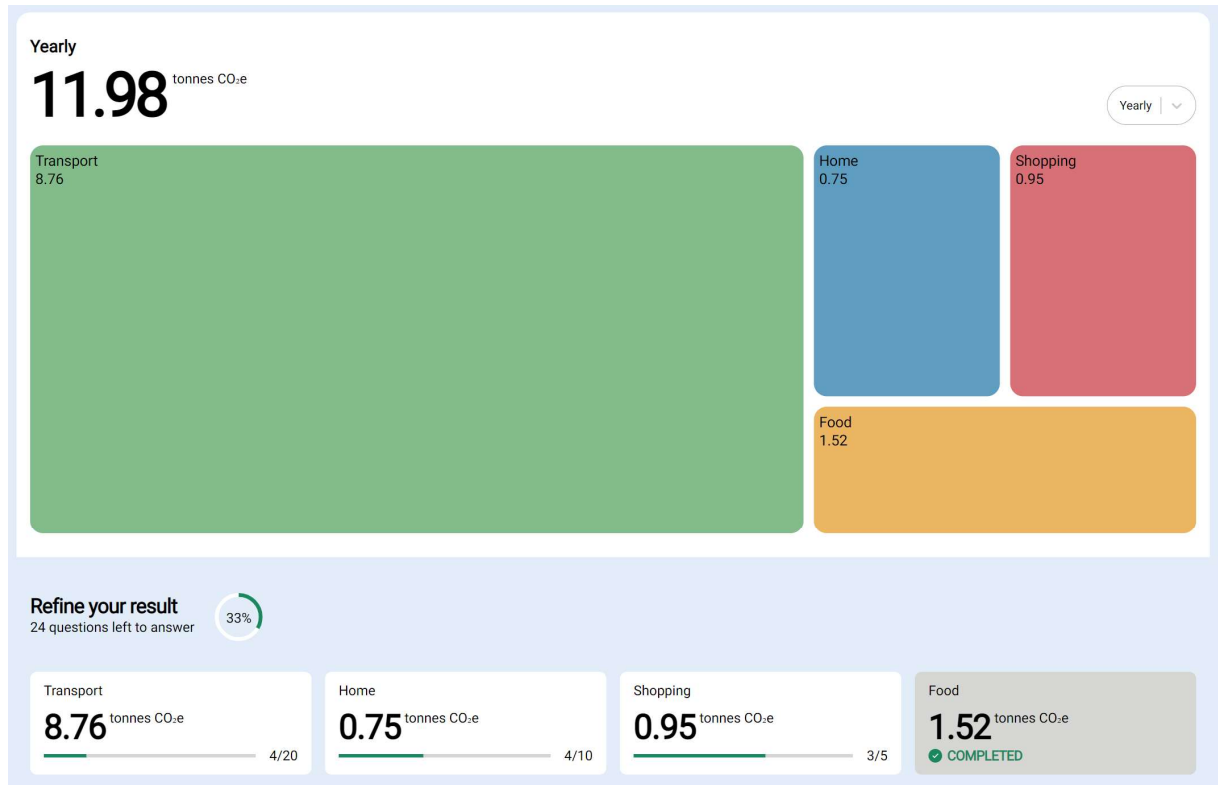 Yearly
11.98 tonnes CO₂e
Yearly
Transport
8.76
Home
0.75
Shopping
0.95
Food
1.52
Refine your result
24 questions left to answer
33%
Transport
8.76 tonnes CO₂e
4/20
Home
0.75 tonnes CO₂e
4/10
Shopping
0.95 tonnes CO₂e
3/5
Food
1.52 tonnes CO₂e
COMPLETED